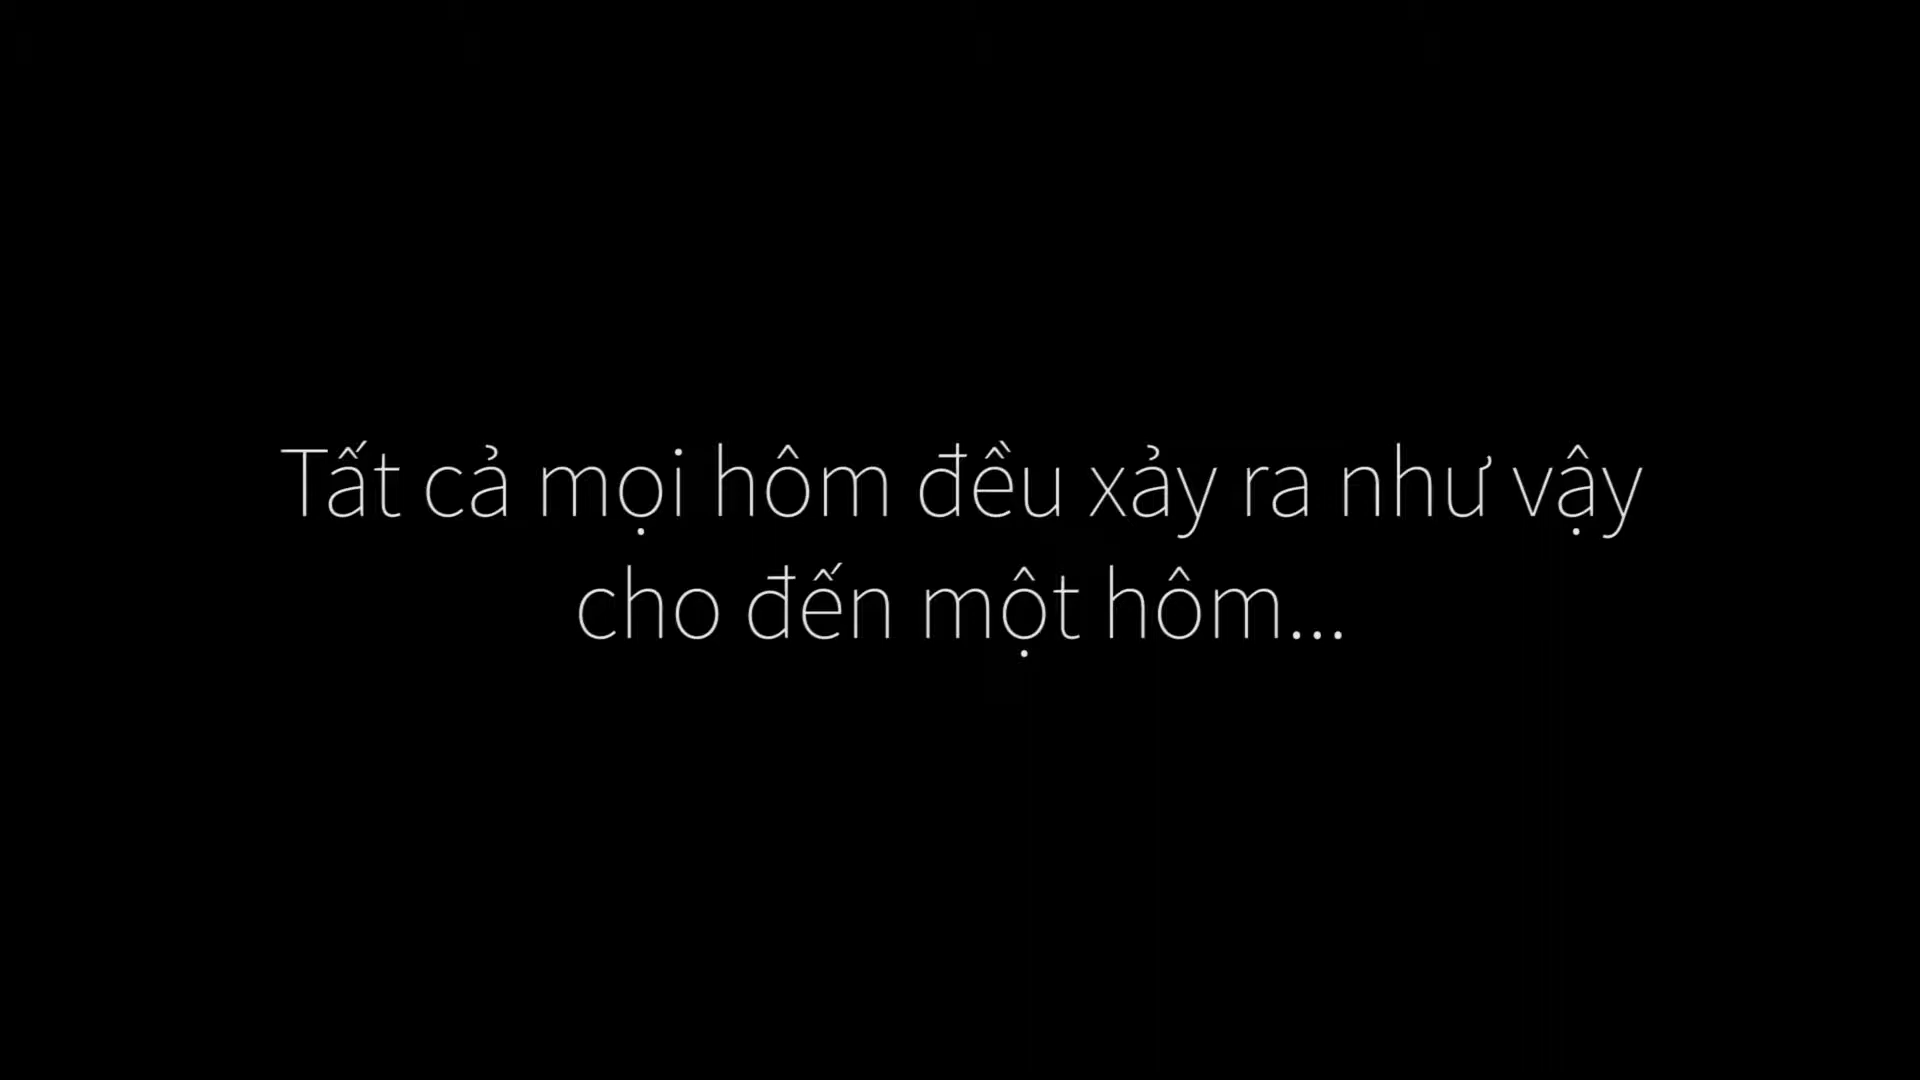 Tất cả mọi hôm đều xảy ra như vậy
cho đến một hôm...